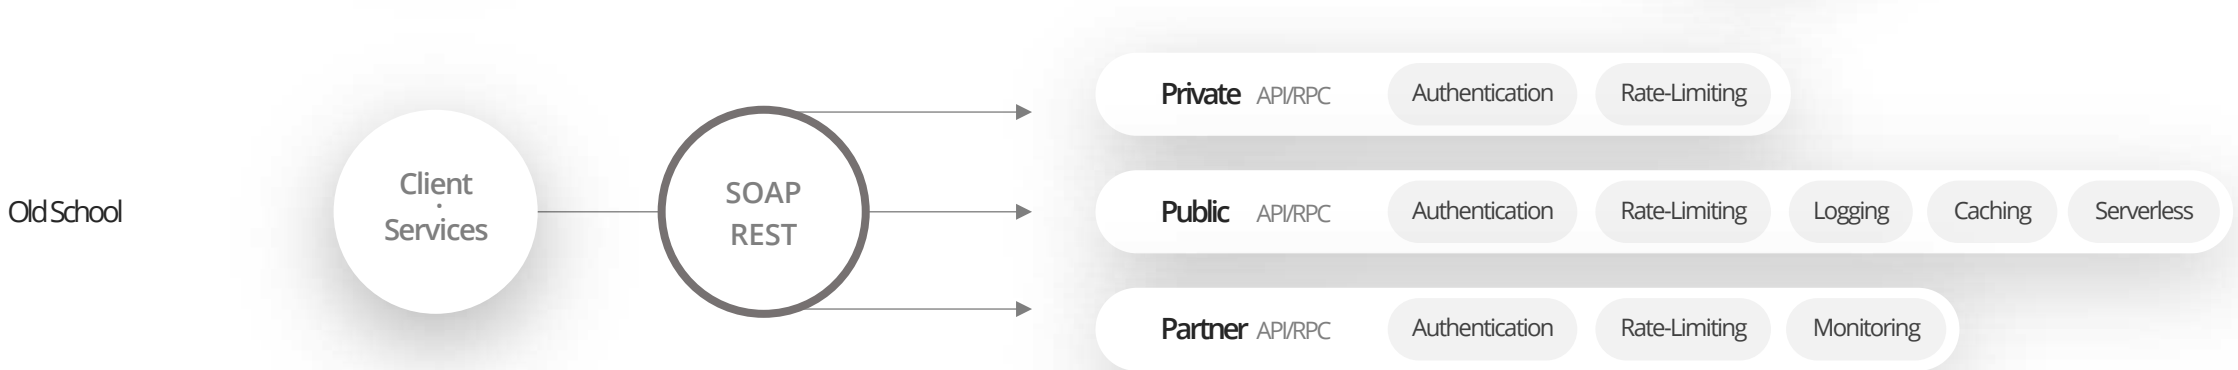 Old School
Client
·
Services
SOAP
REST
Private API/RPC Authentication Rate-Limiting
Public API/RPC Authentication Rate-Limiting Logging Caching Serverless
Partner API/RPC Authentication Rate-Limiting Monitoring